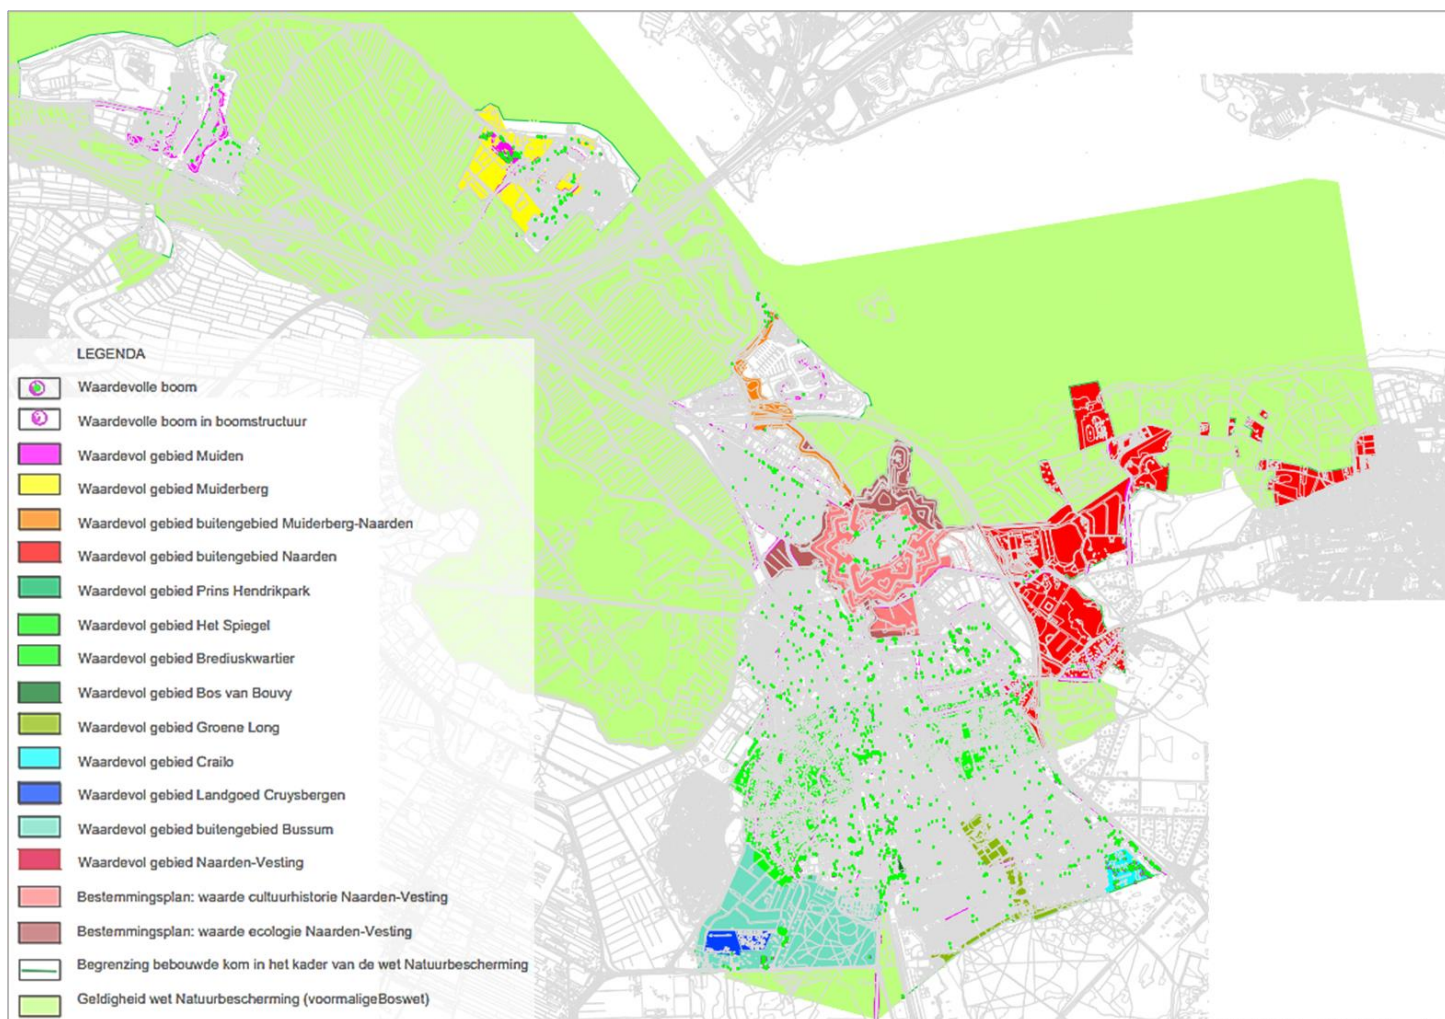 LEGENDA
Waardevolle boom
Waardevolle boom in boomstructuur
Waardevol gebied Muiden
Waardevol gebied Muiderberg
Waardevol gebied buitengebied Muiderberg-Naarden
Waardevol gebied buitengebied Naarden
Waardevol gebied Prins Hendrikpark
Waardevol gebied Het Spiegel
Waardevol gebied Brediuskwartier
Waardevol gebied Bos van Bouvy
Waardevol gebied Groene Long
Waardevol gebied Crailo
Waardevol gebied Landgoed Cruysbergen
Waardevol gebied buitengebied Bussum
Waardevol gebied Naarden-Vesting
Bestemmingsplan: waarde cultuurhistorie Naarden-Vesting
Bestemmingsplan: waarde ecologie Naarden-Vesting
Begrenzing bebouwde kom in het kader van de wet Natuurbescherming
Geldigheid wet Natuurbescherming (voormaligeBoswet)